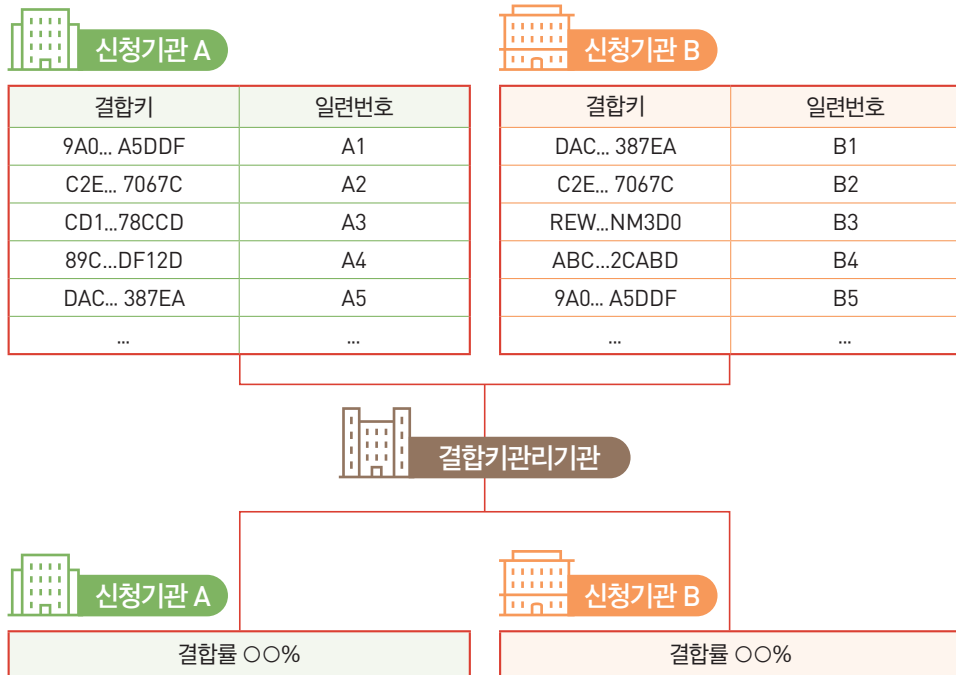 신청기관 A
결합키 일련번호
9A0... A5DDF A1
C2E... 7067C A2
CD1...78CCD A3
89C...DF12D A4
DAC... 387EA A5
... ...
신청기관 B
결합키 일련번호
DAC... 387EA B1
C2E... 7067C B2
REW...NM3D0 B3
ABC...2CABD B4
9A0... A5DDF B5
... ...
결합키관리기관
신청기관 A
결합률 ○○%
신청기관 B
결합률 ○○%